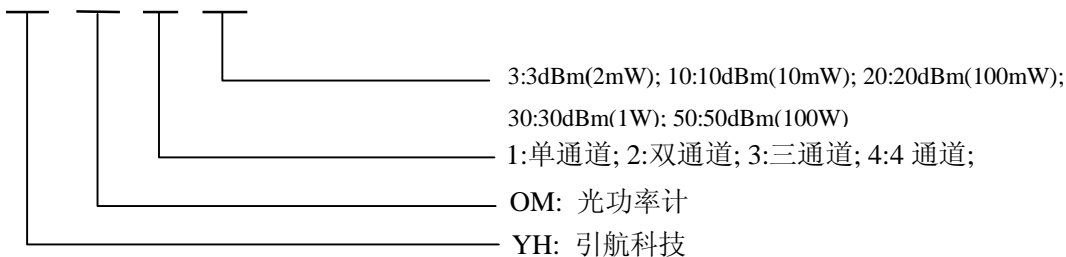 3:3dBm(2mW); 10:10dBm(10mW); 20:20dBm(100mW);
30:30dBm(1W); 50:50dBm(100W)
1:单通道; 2:双通道; 3:三通道; 4:4 通道;
OM: 光功率计
YH: 引航科技